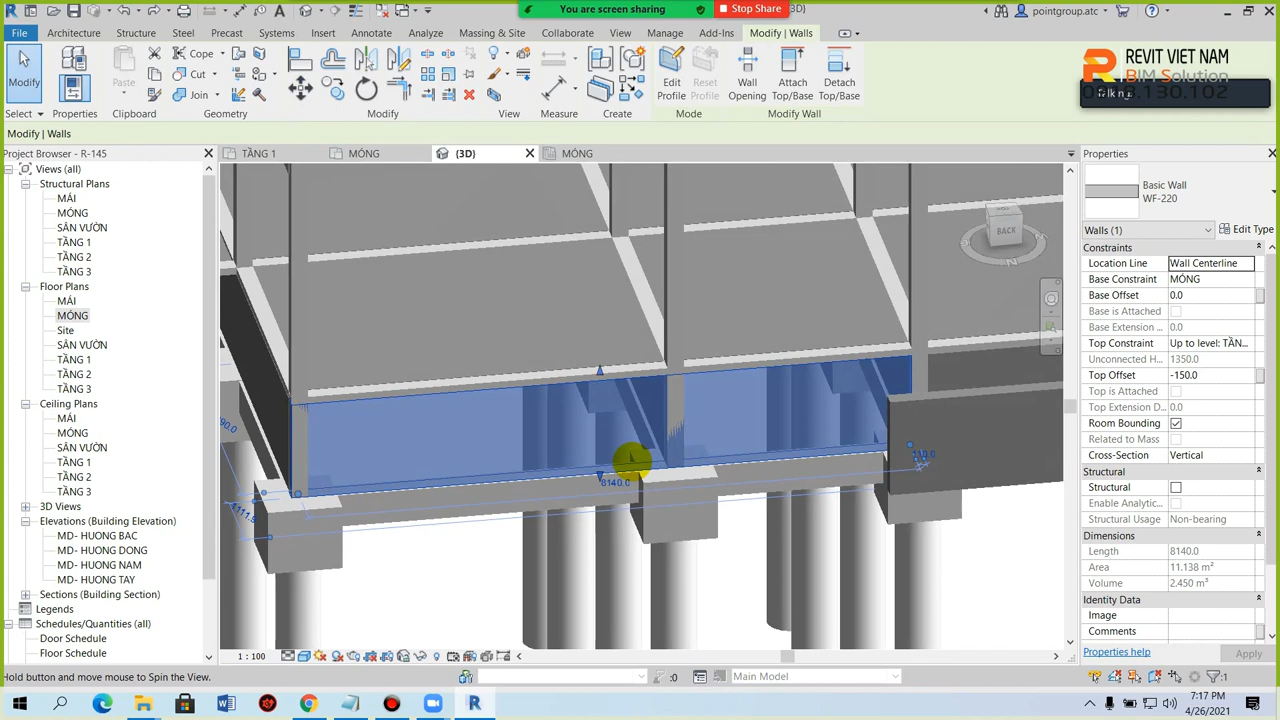 You are screen sharing
Stop Share
3D)
pointgroup.atc
File
Architecture
Structure
Steel
Precast
Systems
Insert
Annotate
Analyze
Massing & Site
Collaborate
View
Manage
Add-Ins
Modify | Walls
REVIT VIET NAM
BIM Solution
Modify
Paste
Cope
Cut
Join
Edit
Profile
Reset
Profile
Wall
Opening
Attach
Top/Base
Detach
Top/Base
Select
Properties
Clipboard
Geometry
Modify
View
Measure
Create
Mode
Modify Wall
Modify | Walls
Project Browser - R-145
TẦNG 1
MÓNG
(3D)
MÓNG
Properties
Views (all)
Structural Plans
MÁI
MÓNG
SÂN VƯỜN
TẦNG 1
TẦNG 2
TẦNG 3
Floor Plans
MÁI
MÓNG
Site
SÂN VƯỜN
TẦNG 1
TẦNG 2
TẦNG 3
Ceiling Plans
MÁI
MÓNG
SÂN VƯỜN
TẦNG 1
TẦNG 2
TẦNG 3
3D Views
Elevations (Building Elevation)
MD- HUONG BAC
MD- HUONG DONG
MD- HUONG NAM
MD- HUONG TAY
Sections (Building Section)
Legends
Schedules/Quantities (all)
Door Schedule
Floor Schedule
BACK
8140.0
Basic Wall
WF-220
Walls (1)
Edit Type
Constraints
Location Line Wall Centerline
Base Constraint MÓNG
Base Offset 0.0
Base is Attached
Base Extension ... 0.0
Top Constraint Up to level: TẦN...
Unconnected H... 1350.0
Top Offset -150.0
Top is Attached
Top Extension D... 0.0
Room Bounding
Related to Mass
Cross-Section Vertical
Structural
Structural
Enable Analytic...
Structural Usage Non-bearing
Dimensions
Length 8140.0
Area 11.138 m²
Volume 2.450 m³
Identity Data
Image
Comments
Properties help
Apply
1 : 100
Hold button and move mouse to Spin the View.
:0
Main Model
:1
7:17 PM
4/26/2021